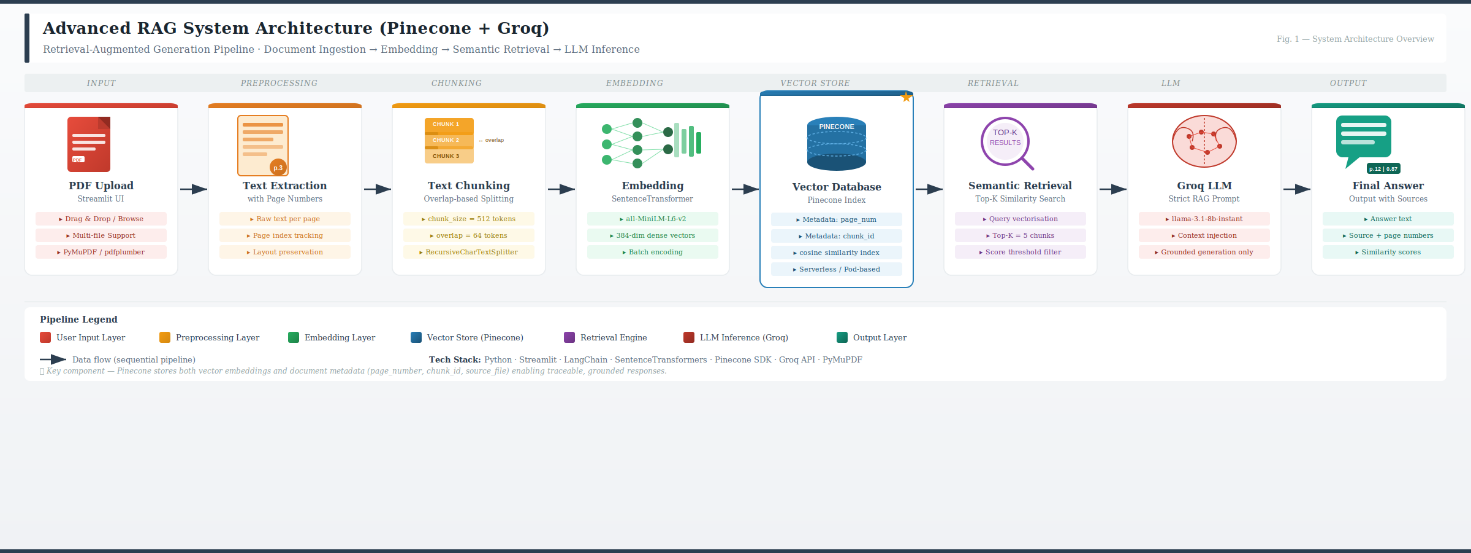 Advanced RAG System Architecture (Pinecone + Groq)
Retrieval-Augmented Generation Pipeline · Document Ingestion → Embedding → Semantic Retrieval → LLM Inference
Fig. 1 — System Architecture Overview
INPUT
PREPROCESSING
CHUNKING
EMBEDDING
VECTOR STORE
RETRIEVAL
LLM
OUTPUT
PDF Upload
Streamlit UI
▸ Drag & Drop / Browse
▸ Multi-file Support
▸ PyMuPDF / pdfplumber
p.3
Text Extraction
with Page Numbers
▸ Raw text per page
▸ Page index tracking
▸ Layout preservation
CHUNK 1
CHUNK 2
CHUNK 3
↔ overlap
Text Chunking
Overlap-based Splitting
▸ chunk_size = 512 tokens
▸ overlap = 64 tokens
▸ RecursiveCharTextSplitter
Embedding
SentenceTransformer
▸ all-MiniLM-L6-v2
▸ 384-dim dense vectors
▸ Batch encoding
★
PINECONE
Vector Database
Pinecone Index
▸ Metadata: page_num
▸ Metadata: chunk_id
▸ cosine similarity index
▸ Serverless / Pod-based
TOP-K
RESULTS
Semantic Retrieval
Top-K Similarity Search
▸ Query vectorisation
▸ Top-K = 5 chunks
▸ Score threshold filter
Groq LLM
Strict RAG Prompt
▸ llama-3.1-8b-instant
▸ Context injection
▸ Grounded generation only
p.12 | 0.87
Final Answer
Output with Sources
▸ Answer text
▸ Source + page numbers
▸ Similarity scores
Pipeline Legend
User Input Layer
Preprocessing Layer
Embedding Layer
Vector Store (Pinecone)
Retrieval Engine
LLM Inference (Groq)
Output Layer
Data flow (sequential pipeline)
Tech Stack: Python · Streamlit · LangChain · SentenceTransformers · Pinecone SDK · Groq API · PyMuPDF
Key component — Pinecone stores both vector embeddings and document metadata (page_number, chunk_id, source_file) enabling traceable, grounded responses.